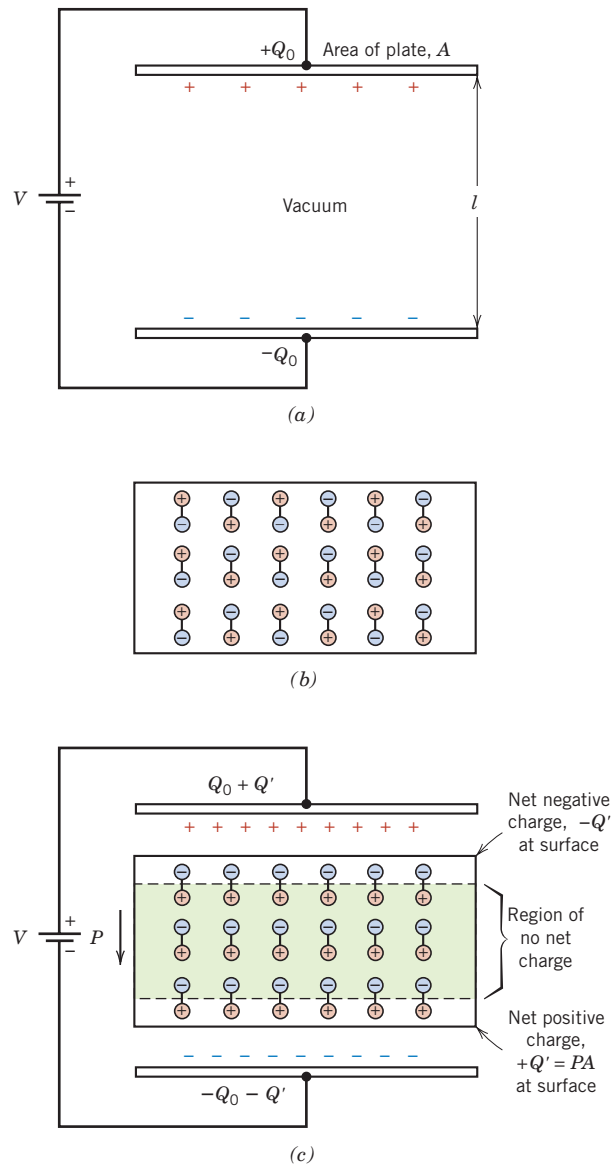 +Q₀ Area of plate, A
+ + + + +
V
+
−
Vacuum
l
− − − − −
−Q₀
(a)
+ − + − + −
− + − + − +
+ − + − + −
− + − + − +
+ − + − + −
− + − + − +
(b)
Q₀ + Q′
+ + + + + + + + +
Net negative
charge, −Q′
at surface
− − − − − −
+ + + + + +
V
+
−
P
− − − − − −
+ + + + + +
Region of
no net
charge
− − − − − −
+ + + + + +
Net positive
charge,
+Q′ = PA
at surface
− − − − − − − − −
−Q₀ − Q′
(c)